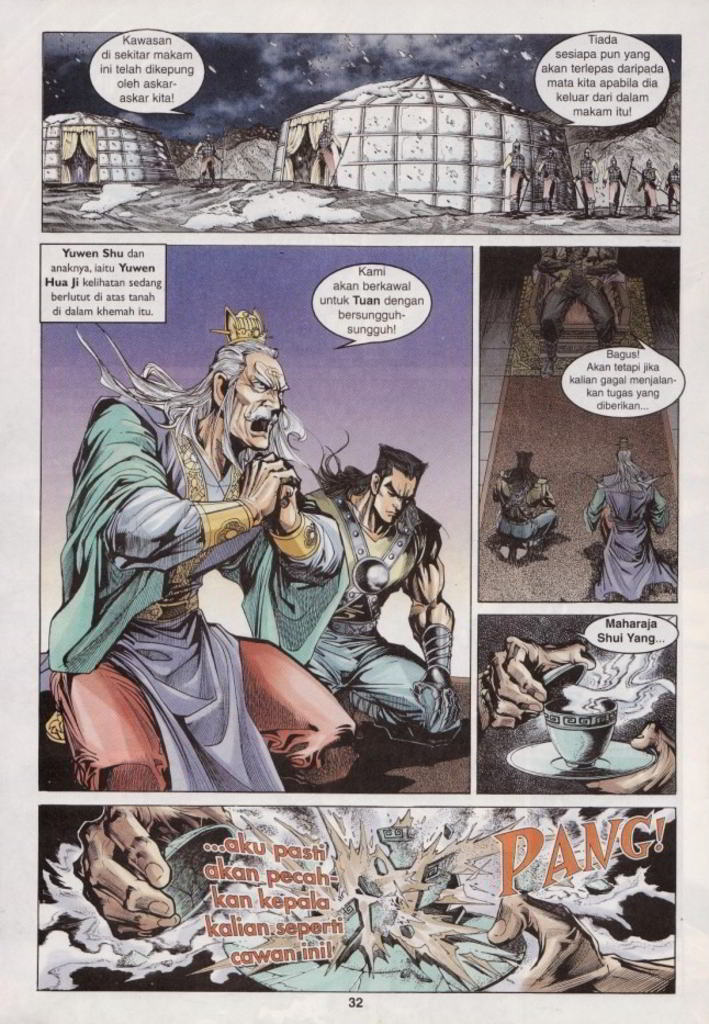 Kawasan
di sekitar makam
ini telah dikepung
oleh askar-
askar kita!
Tiada
sesiapa pun yang
akan terlepas daripada
mata kita apabila dia
keluar dari dalam
makam itu!
Yuwen Shu dan
anaknya, iaitu Yuwen
Hua Ji kelihatan sedang
berlutut di atas tanah
di dalam khemah itu.
Kami
akan berkawal
untuk Tuan dengan
bersungguh-
sungguh!
Bagus!
Akan tetapi jika
kalian gagal menjalan-
kan tugas yang
diberikan...
Maharaja
Shui Yang...
...aku pasti
akan pecah-
kan kepala
kalian seperti
cawan ini!
PANG!
32